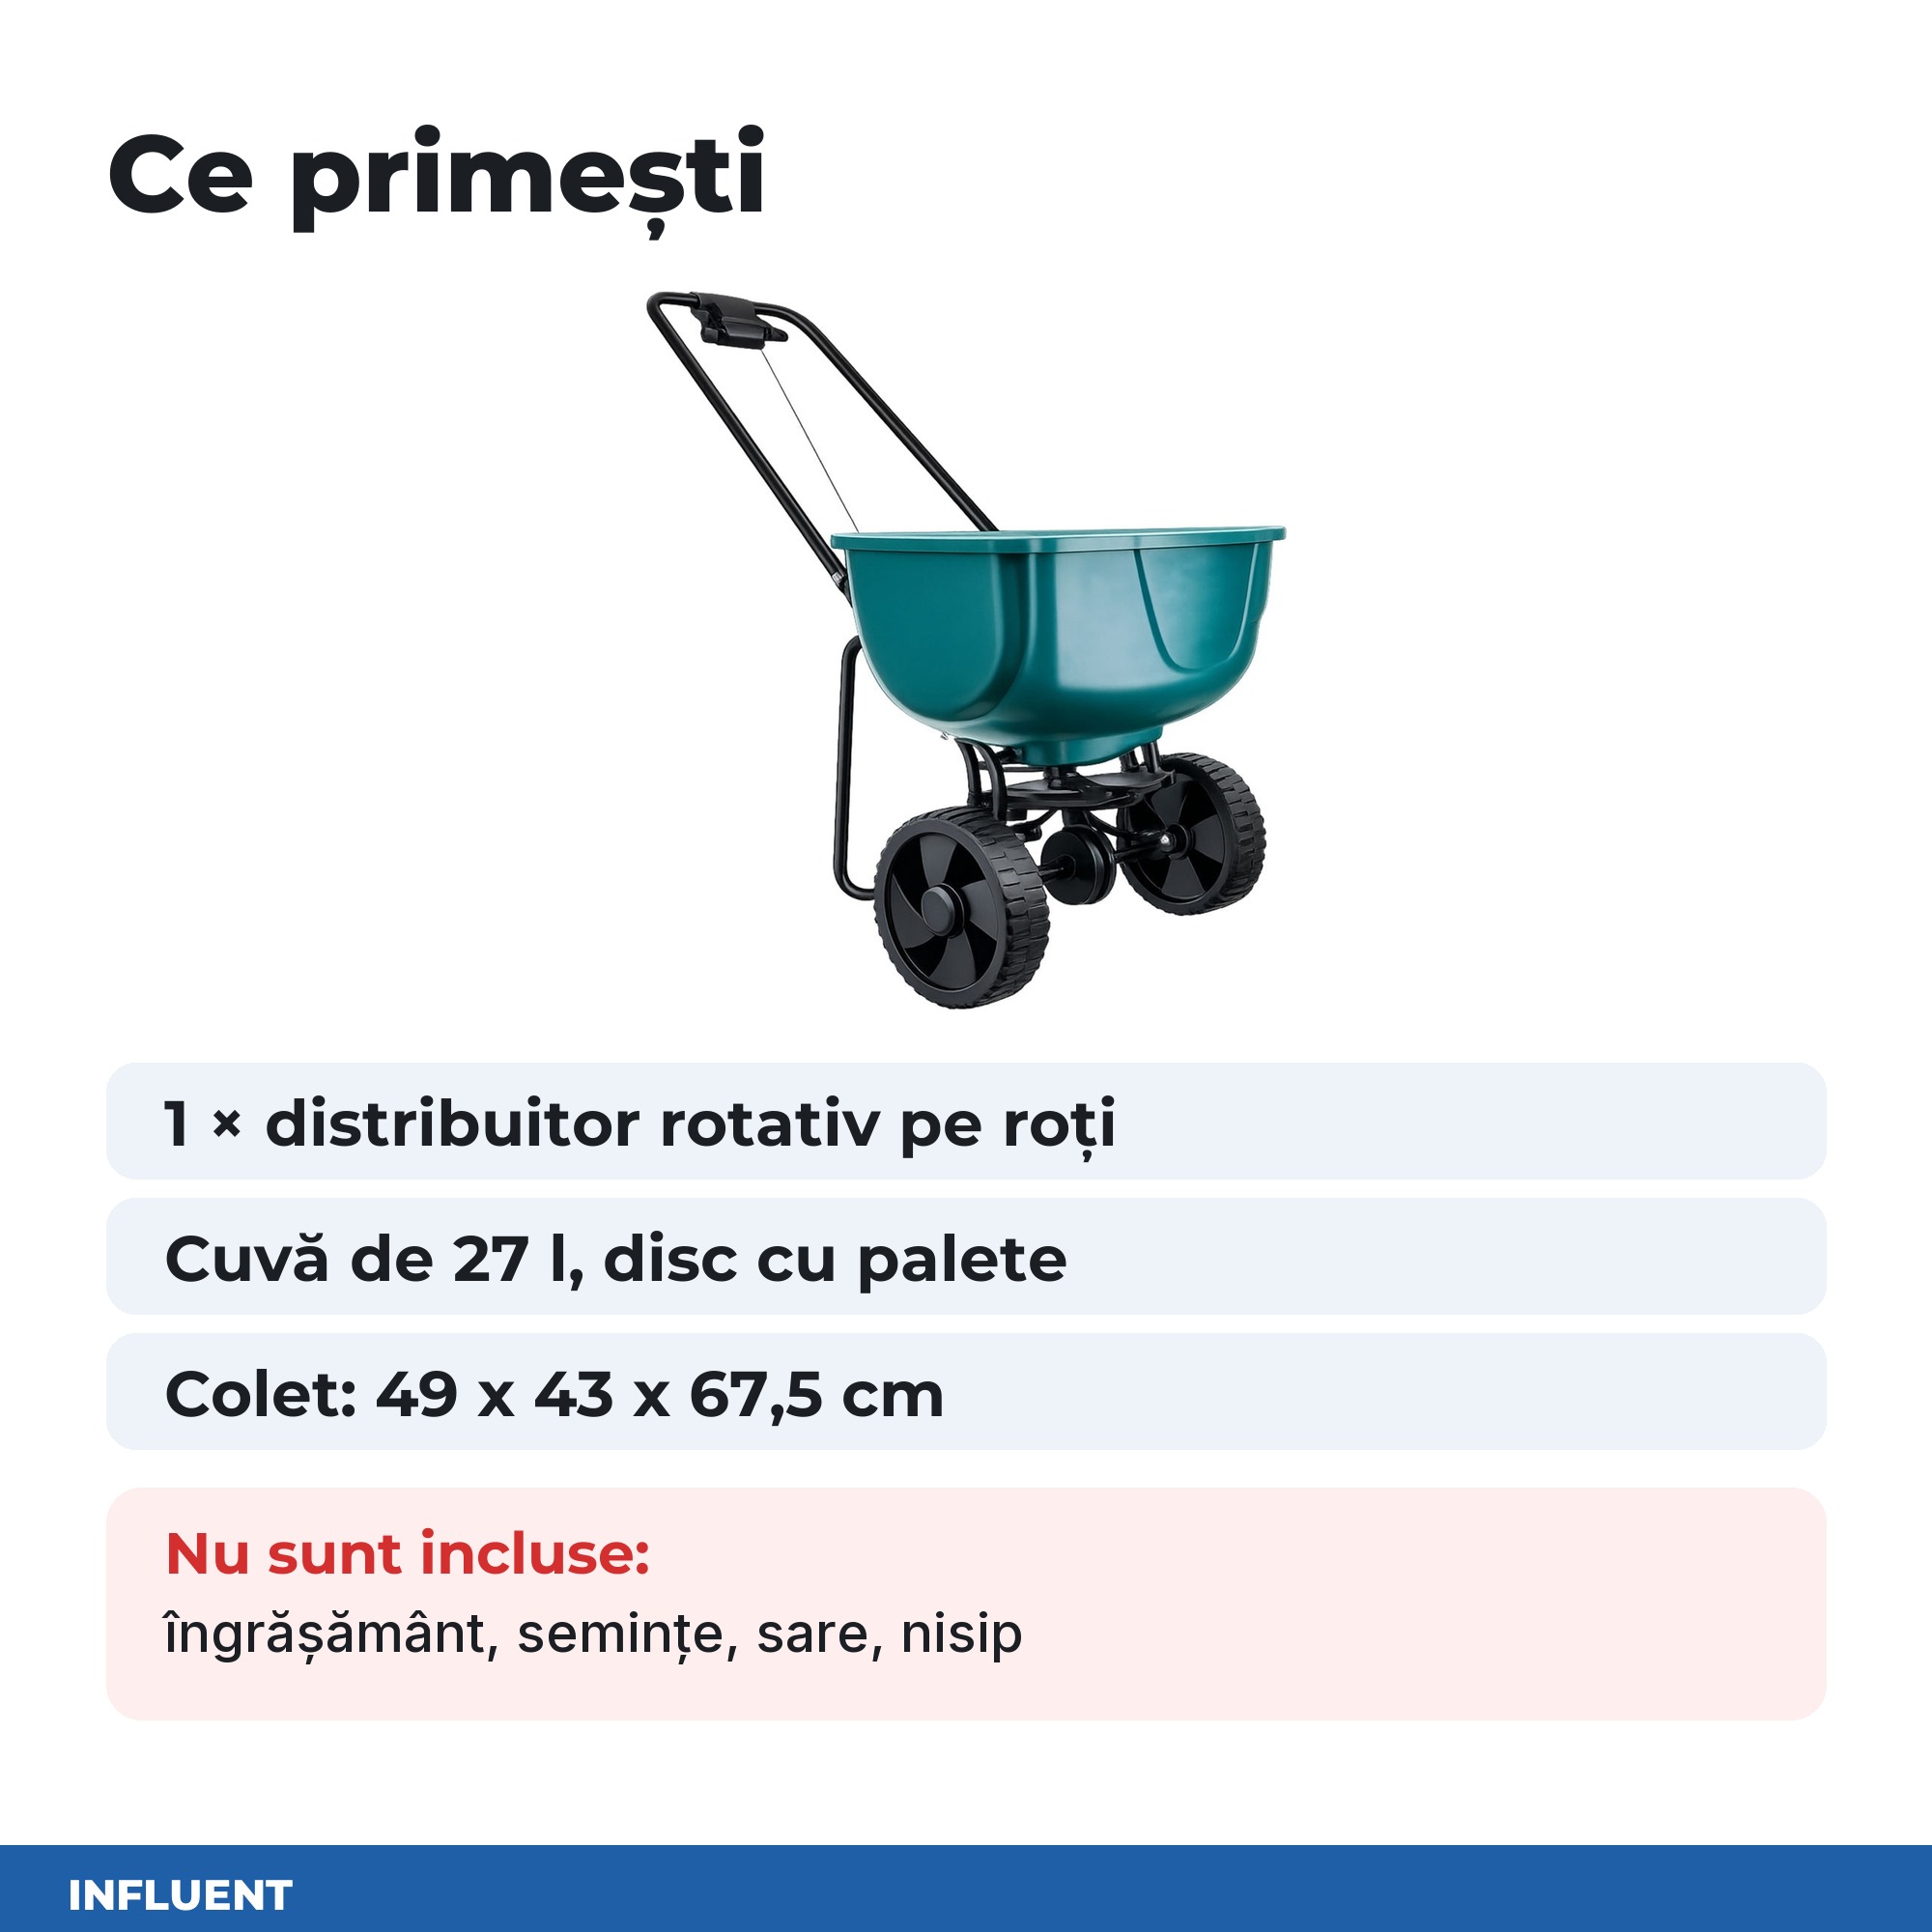 Ce primești
1 × distribuitor rotativ pe roți
Cuvă de 27 l, disc cu palete
Colet: 49 x 43 x 67,5 cm
Nu sunt incluse:
îngrășământ, semințe, sare, nisip
INFLUENT